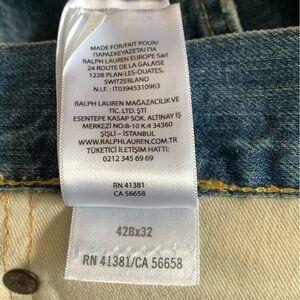 MADE FOR/FAIT POUR/
ΠΑΡΑΣΚΕΥΑΖΕΤΑΙ ΓΙΑ
RALPH LAUREN EUROPE Sàrl
24 ROUTE DE LA GALAISE
1228 PLAN-LES-OUATES,
SWITZERLAND
N.I.F.: IT03945310963
RALPH LAUREN MAĞAZACILIK VE
TİC. LTD. ŞTİ
ESENTEPE KASAP SOK. ALTINAY İŞ
MERKEZİ NO:8-10 K:4 34360
ŞİŞLİ - İSTANBUL
WWW.RALPHLAUREN.COM.TR
TÜKETİCİ İLETİŞİM HATTI:
0212 345 69 69
RN 41381
CA 56658
42Bx32
RN 41381/CA 56658